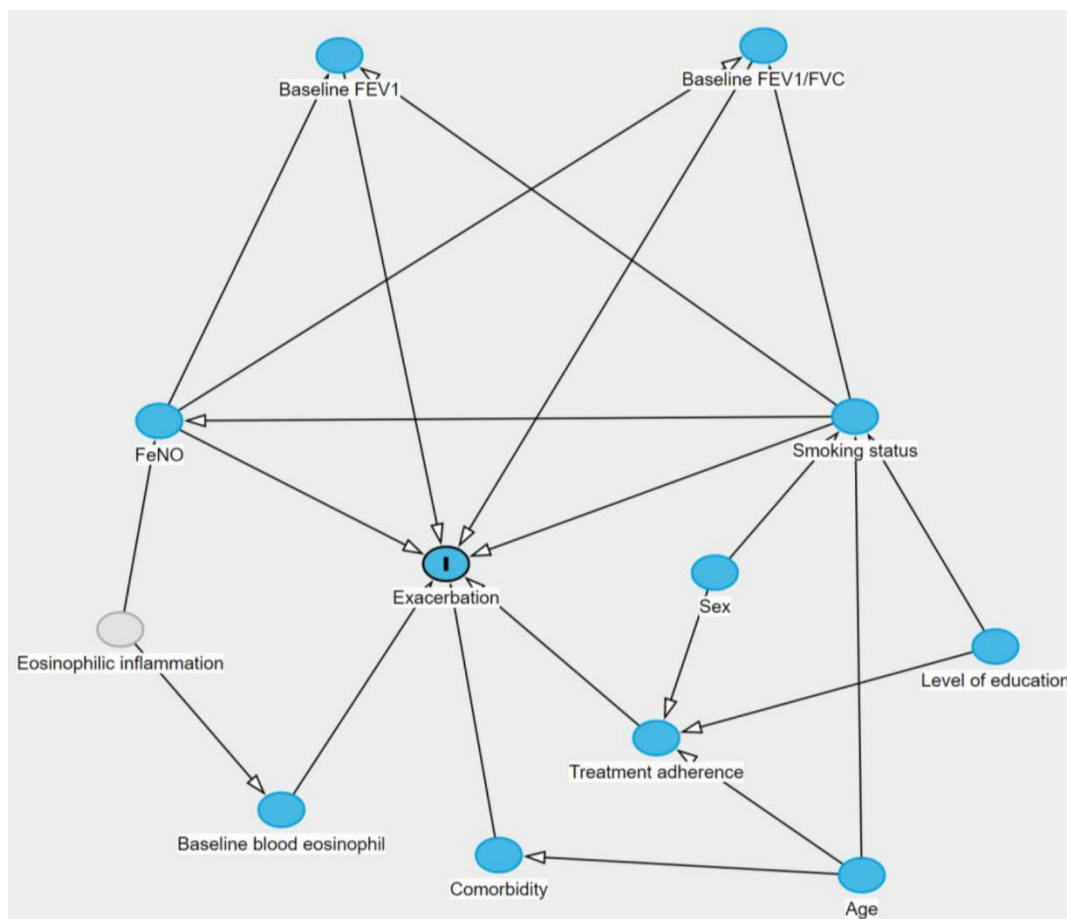 Baseline FEV1
Baseline FEV1/FVC
FeNO
Smoking status
Exacerbation
Sex
Eosinophilic inflammation
Level of education
Treatment adherence
Baseline blood eosinophil
Comorbidity
Age